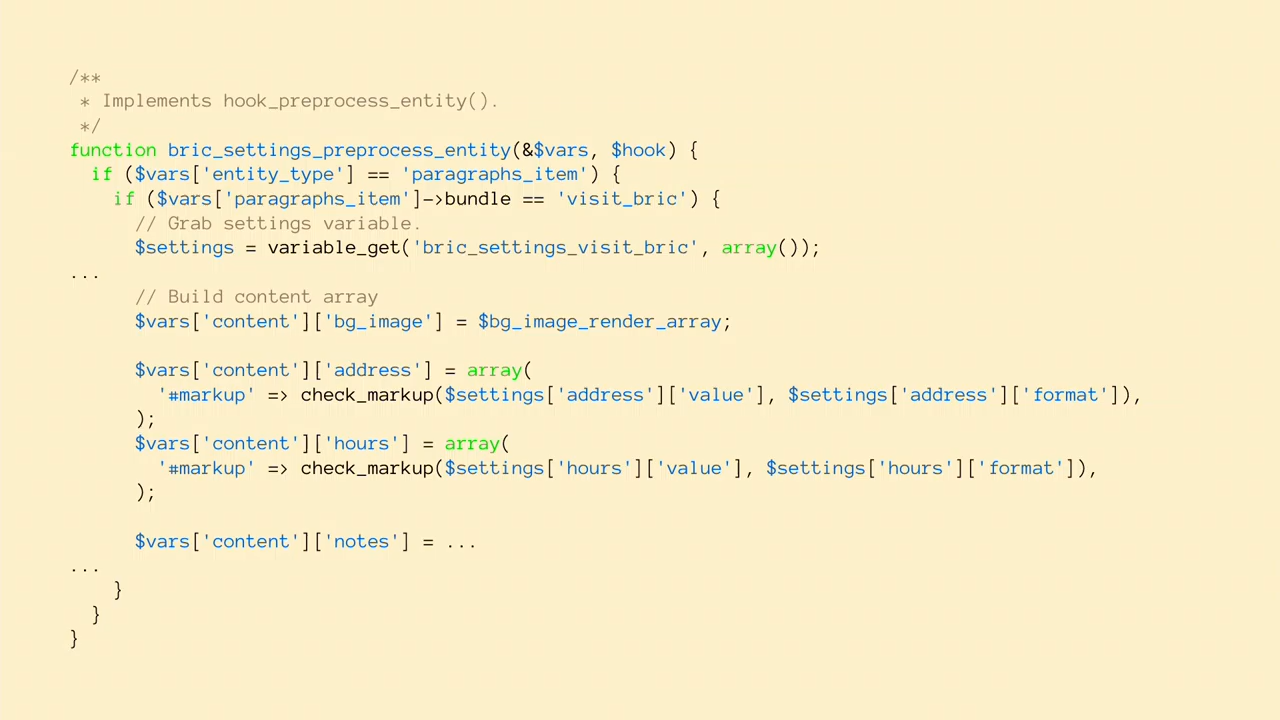 /**
 * Implements hook_preprocess_entity().
 */
function bric_settings_preprocess_entity(&$vars, $hook) {
  if ($vars['entity_type'] == 'paragraphs_item') {
    if ($vars['paragraphs_item']->bundle == 'visit_bric') {
      // Grab settings variable.
      $settings = variable_get('bric_settings_visit_bric', array());
...
      // Build content array
      $vars['content']['bg_image'] = $bg_image_render_array;

      $vars['content']['address'] = array(
        '#markup' => check_markup($settings['address']['value'], $settings['address']['format']),
      );
      $vars['content']['hours'] = array(
        '#markup' => check_markup($settings['hours']['value'], $settings['hours']['format']),
      );

      $vars['content']['notes'] = ...
...
    }
  }
}